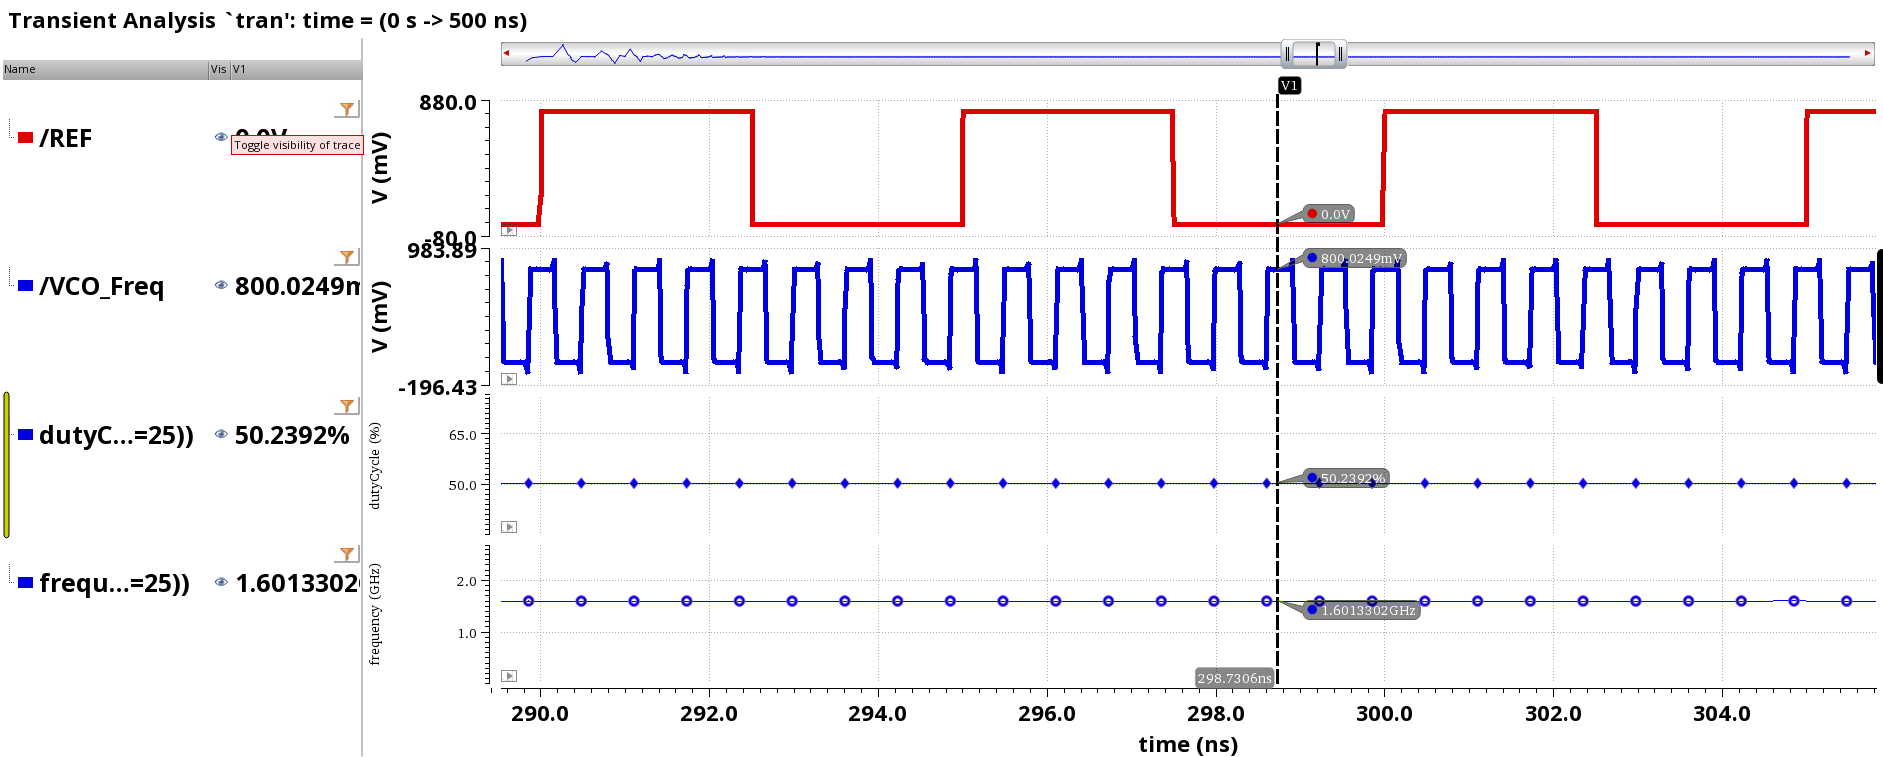 Transient Analysis `tran': time = (0 s -> 500 ns)
Name Vis V1
V1
/REF 0.0V
Toggle visibility of trace
880.0
V (mV)
-80.0
0.0V
/VCO_Freq 800.0249m
983.89
V (mV)
-196.43
800.0249mV
dutyC...=25)) 50.2392%
65.0
dutyCycle (%)
50.0
50.2392%
frequ...=25)) 1.6013302
2.0
frequency (GHz)
1.0
1.6013302GHz
298.7306ns
290.0 292.0 294.0 296.0 298.0 300.0 302.0 304.0
time (ns)